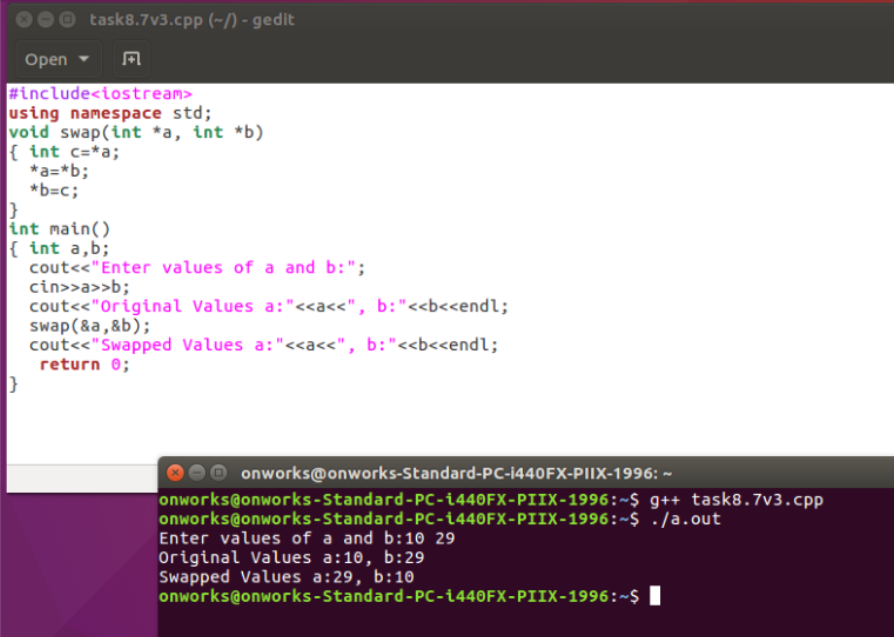 task8.7v3.cpp (~/) - gedit
Open
#include<iostream>
using namespace std;
void swap(int *a, int *b)
{ int c=*a;
  *a=*b;
  *b=c;
}
int main()
{ int a,b;
  cout<<"Enter values of a and b:";
  cin>>a>>b;
  cout<<"Original Values a:"<<a<<", b:"<<b<<endl;
  swap(&a,&b);
  cout<<"Swapped Values a:"<<a<<", b:"<<b<<endl;
   return 0;
}
onworks@onworks-Standard-PC-i440FX-PIIX-1996: ~
onworks@onworks-Standard-PC-i440FX-PIIX-1996:~$ g++ task8.7v3.cpp
onworks@onworks-Standard-PC-i440FX-PIIX-1996:~$ ./a.out
Enter values of a and b:10 29
Original Values a:10, b:29
Swapped Values a:29, b:10
onworks@onworks-Standard-PC-i440FX-PIIX-1996:~$